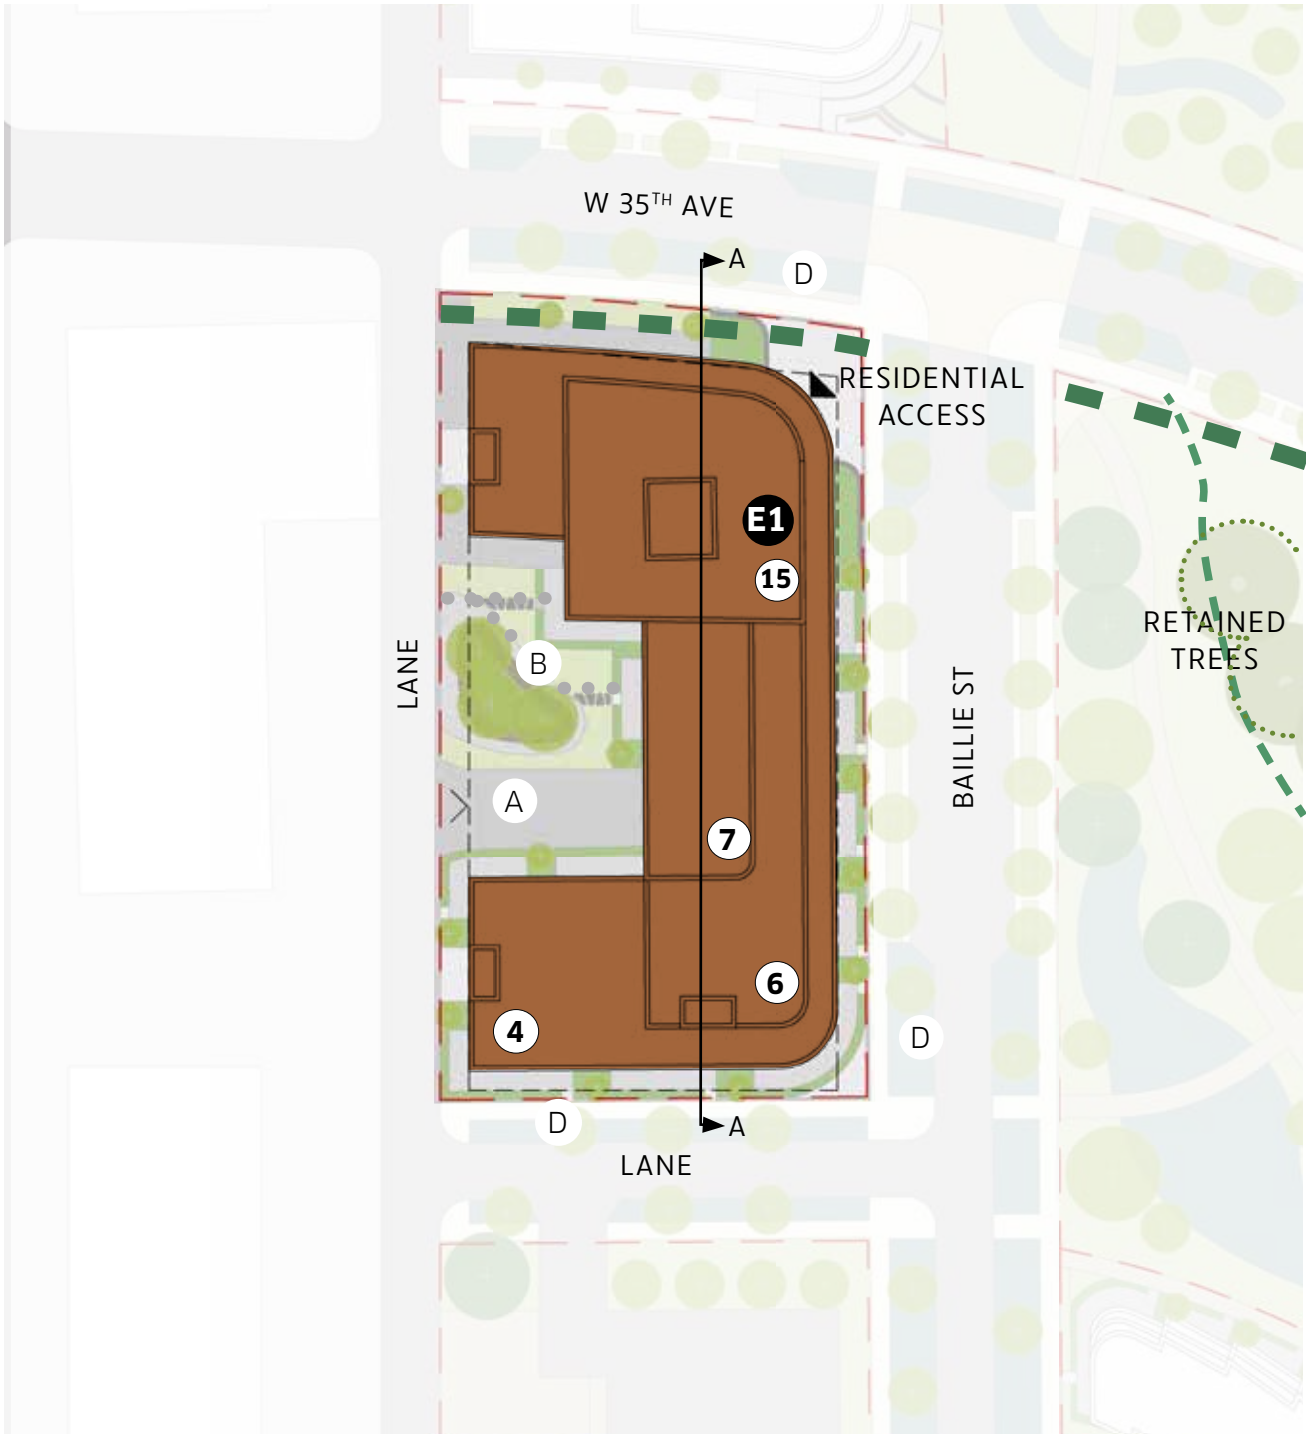 W 35TH AVE
A
D
RESIDENTIAL
ACCESS
E1
15
RETAINED
TREES
LANE
B
BAILLIE ST
A
7
6
4
D
D
A
LANE